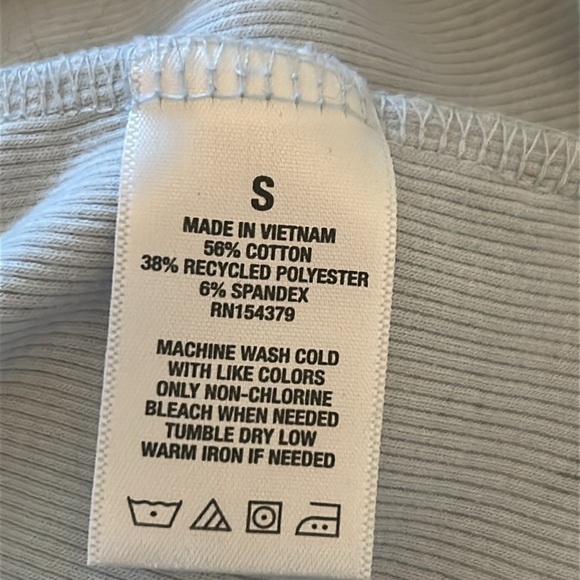 S
MADE IN VIETNAM
56% COTTON
38% RECYCLED POLYESTER
6% SPANDEX
RN154379
MACHINE WASH COLD
WITH LIKE COLORS
ONLY NON-CHLORINE
BLEACH WHEN NEEDED
TUMBLE DRY LOW
WARM IRON IF NEEDED